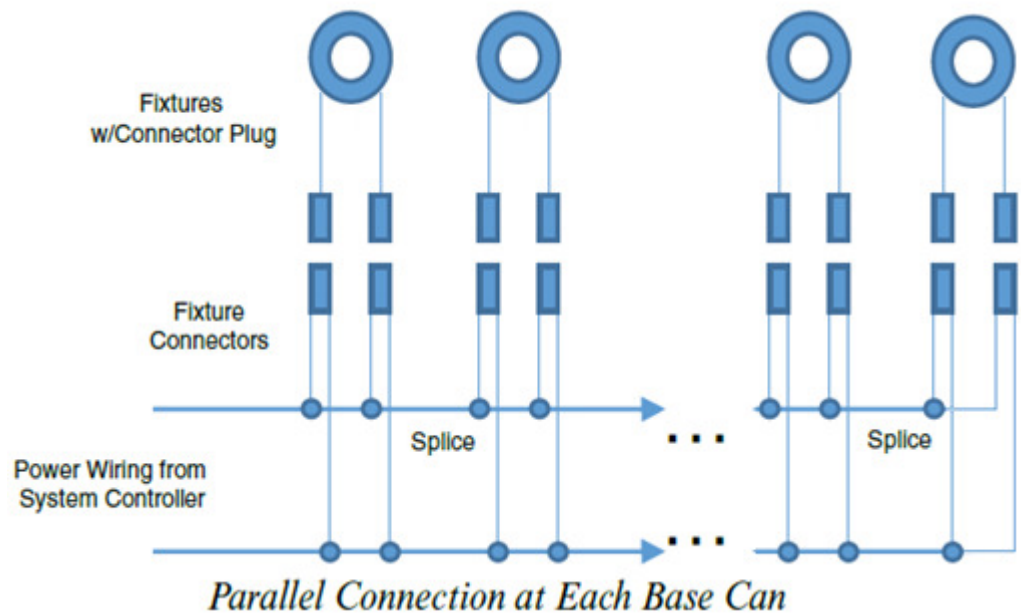 Fixtures
w/Connector Plug
Fixture
Connectors
Splice
Splice
Power Wiring from
System Controller
Parallel Connection at Each Base Can